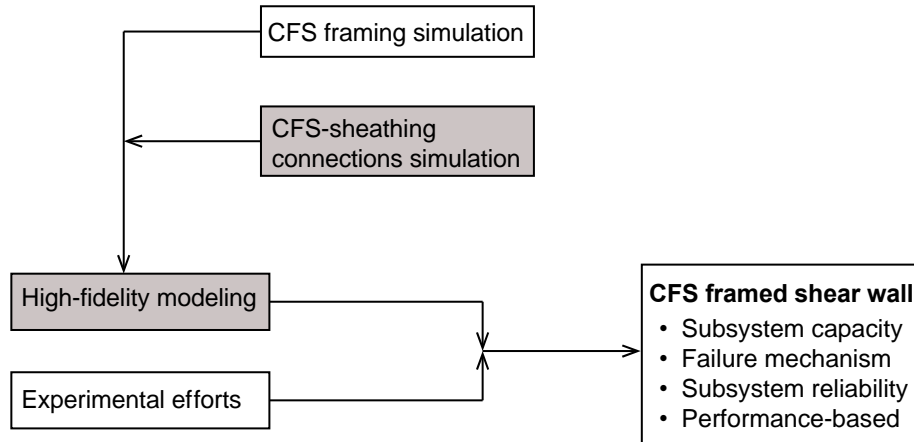 CFS framing simulation
CFS-sheathing
connections simulation
High-fidelity modeling
Experimental efforts
CFS framed shear wall
• Subsystem capacity
• Failure mechanism
• Subsystem reliability
• Performance-based